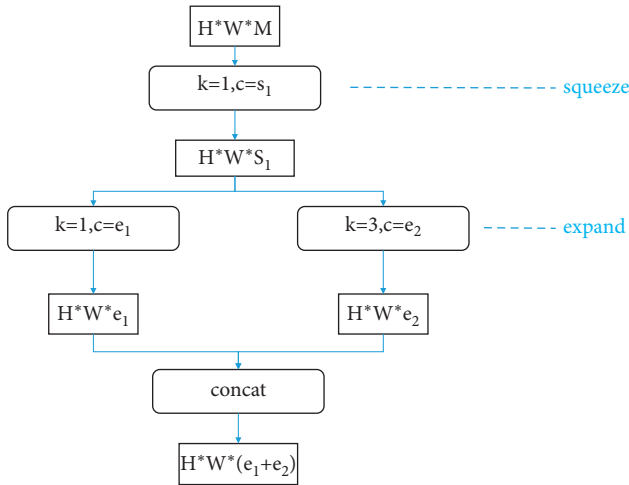 H*W*M
k=1,c=s₁
squeeze
H*W*S₁
k=1,c=e₁
k=3,c=e₂
expand
H*W*e₁
H*W*e₂
concat
H*W*(e₁+e₂)